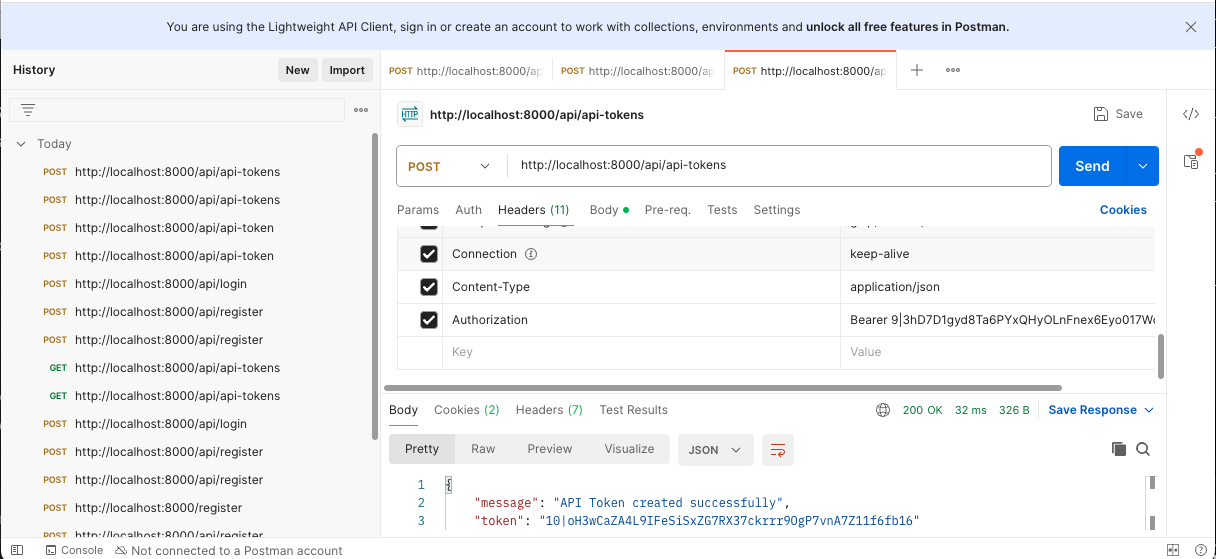 You are using the Lightweight API Client, sign in or create an account to work with collections, environments and unlock all free features in Postman.
History
New
Import
POST http://localhost:8000/ap
POST http://localhost:8000/ap
POST http://localhost:8000/ap
HTTP http://localhost:8000/api/api-tokens
Save
Today
POST http://localhost:8000/api/api-tokens
POST http://localhost:8000/api/api-tokens
POST http://localhost:8000/api/api-token
POST http://localhost:8000/api/api-token
POST http://localhost:8000/api/login
POST http://localhost:8000/api/register
POST http://localhost:8000/api/register
GET http://localhost:8000/api/api-tokens
GET http://localhost:8000/api/api-tokens
POST http://localhost:8000/api/login
POST http://localhost:8000/api/register
POST http://localhost:8000/api/register
POST http://localhost:8000/register
POST http://localhost:8000/api/register
POST
http://localhost:8000/api/api-tokens
Send
Params Auth Headers (11) Body Pre-req. Tests Settings
Cookies
Connection keep-alive
Content-Type application/json
Authorization Bearer 9|3hD7D1gyd8Ta6PYxQHyOLnFnex6Eyo017W
Key Value
Body Cookies (2) Headers (7) Test Results
200 OK 32 ms 326 B
Save Response
Pretty Raw Preview Visualize
JSON
1 {
2 "message": "API Token created successfully",
3 "token": "10|oH3wCaZA4L9IFeSiSxZG7RX37ckrrr9OgP7vnA7Z11f6fb16"
Console
Not connected to a Postman account